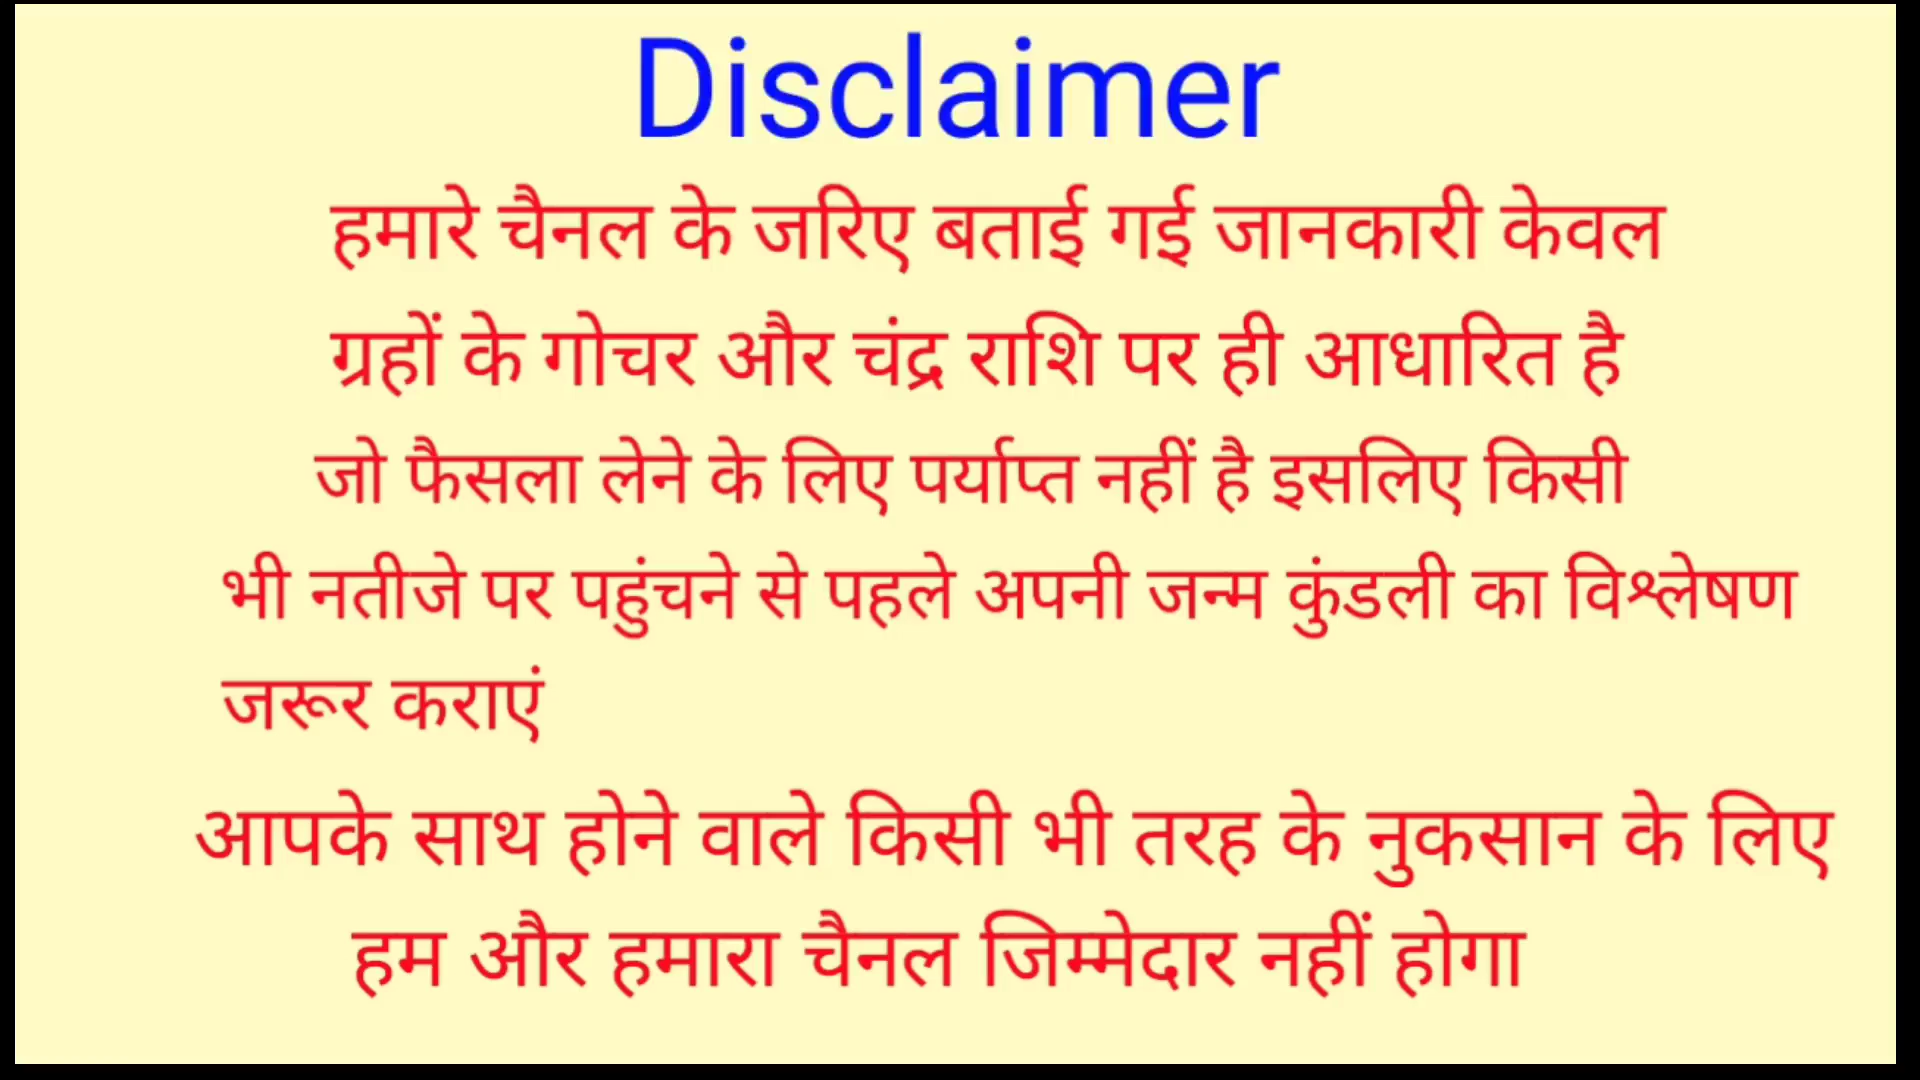 Disclaimer
हमारे चैनल के जरिए बताई गई जानकारी केवल
ग्रहों के गोचर और चंद्र राशि पर ही आधारित है
जो फैसला लेने के लिए पर्याप्त नहीं है इसलिए किसी
भी नतीजे पर पहुंचने से पहले अपनी जन्म कुंडली का विश्लेषण
जरूर कराएं
आपके साथ होने वाले किसी भी तरह के नुकसान के लिए
हम और हमारा चैनल जिम्मेदार नहीं होगा